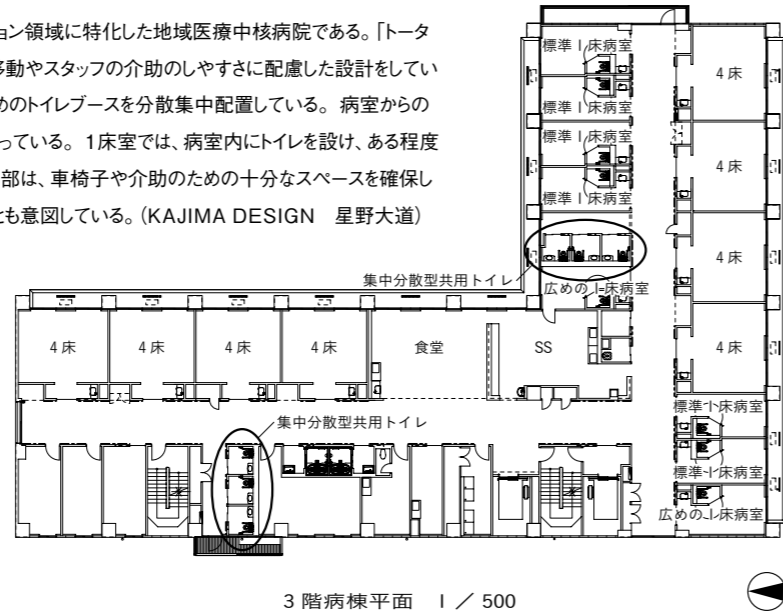 ョン領域に特化した地域医療中核病院である。「トータ
移動やスタッフの介助のしやすさに配慮した設計をしてい
めのトイレブースを分散集中配置している。病室からの
っている。1床室では、病室内にトイレを設け、ある程度
部は、車椅子や介助のための十分なスペースを確保し
とも意図している。(KAJIMA DESIGN 星野大道)
標準1床病室
4床
標準1床病室
標準1床病室
4床
標準1床病室
4床
集中分散型共用トイレ
広めの1床病室
4床
4床
4床
4床
4床
食堂
SS
標準1床病室
集中分散型共用トイレ
標準1床病室
広めの1床病室
3階病棟平面 1/500